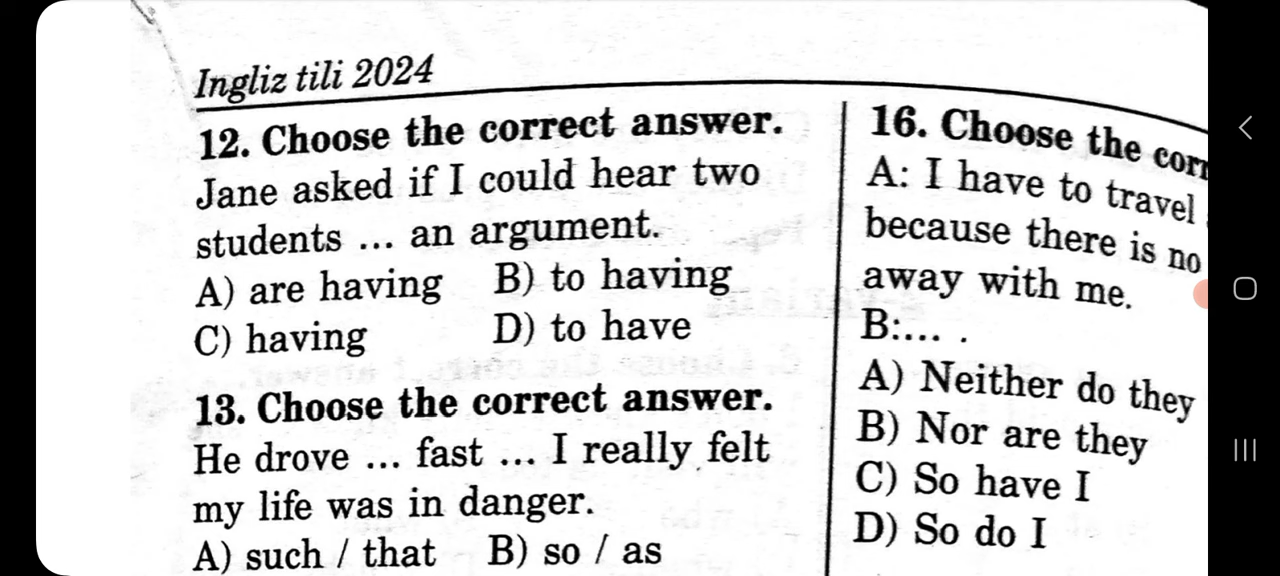 Ingliz tili 2024
12. Choose the correct answer.
Jane asked if I could hear two
students ... an argument.
A) are having B) to having
C) having D) to have
13. Choose the correct answer.
He drove ... fast ... I really felt
my life was in danger.
A) such / that B) so / as
16. Choose the
A: I have to travel
because there is no
away with me.
B:... .
A) Neither do they
B) Nor are they
C) So have I
D) So do I